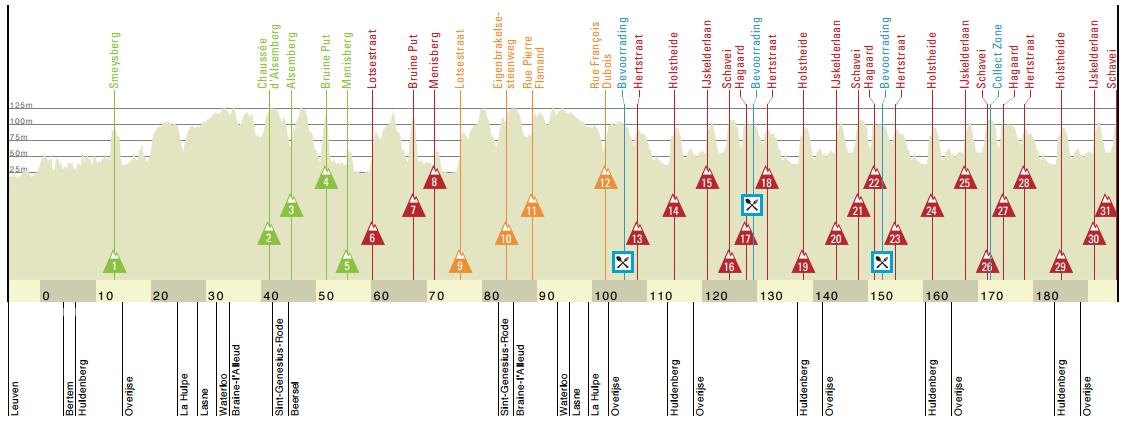 Smeysberg
Chaussée
d'Alsemberg
Alsemberg
Bruine Put
Menisberg
Lotsestraat
Bruine Put
Menisberg
Lotsestraat
Eigenbrakelse-
steenweg
Rue Pierre
Flamand
Rue François
Dubois
Bevoorrading
Hertstraat
Holstheide
IJskelderlaan
Schavei
Hagaard
Bevoorrading
Hertstraat
Holstheide
IJskelderlaan
Schavei
Hagaard
Bevoorrading
Hertstraat
Holstheide
IJskelderlaan
Schavei
Collect Zone
Hagaard
Hertstraat
Holstheide
IJskelderlaan
Schavei
125m
100m
75m
50m
25m
1
2
3
4
5
6
7
8
9
10
11
12
13
14
15
16
17
18
19
20
21
22
23
24
25
26
27
28
29
30
31
0 10 20 30 40 50 60 70 80 90 100 110 120 130 140 150 160 170 180
Leuven
Bertem
Huldenberg
Overijse
La Hulpe
Lasne
Waterloo
Braine-l'Alleud
Sint-Genesius-Rode
Beersel
Sint-Genesius-Rode
Braine-l'Alleud
Waterloo
Lasne
La Hulpe
Overijse
Huldenberg
Overijse
Huldenberg
Overijse
Huldenberg
Overijse
Huldenberg
Overijse